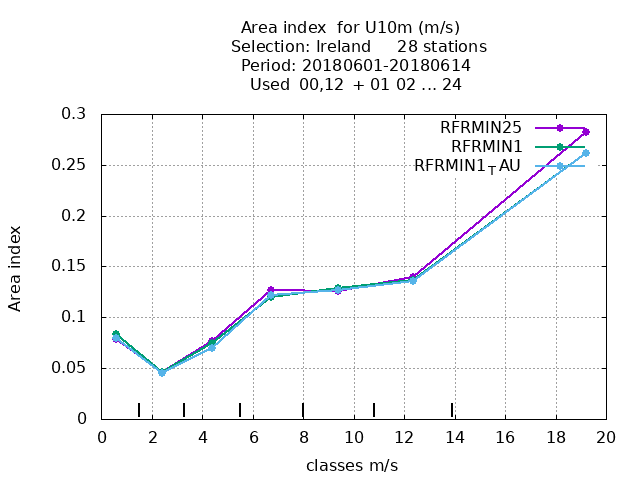 Area index  for U10m (m/s)
Selection: Ireland     28 stations
Period: 20180601-20180614
Used  00,12  + 01 02 ... 24
RFRMIN25
RFRMIN1
RFRMIN1TAU
0.3
0.25
0.2
0.15
0.1
0.05
0
Area index
0 2 4 6 8 10 12 14 16 18 20
classes m/s